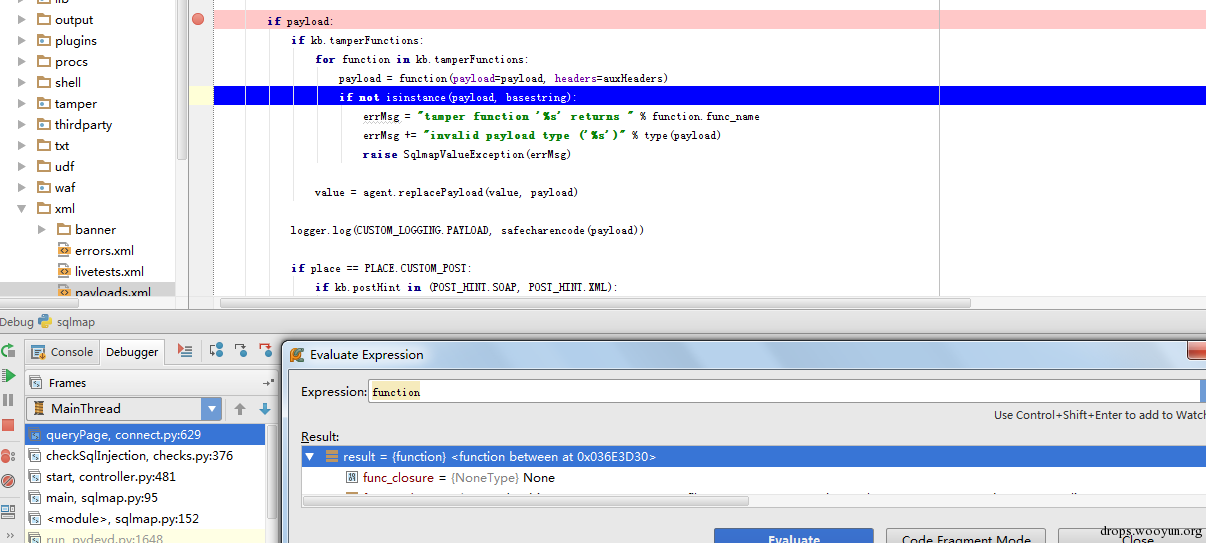 lib
output
plugins
procs
shell
tamper
thirdparty
txt
udf
waf
xml
banner
errors.xml
livetests.xml
payloads.xml
if payload:
if kb.tamperFunctions:
for function in kb.tamperFunctions:
payload = function(payload=payload, headers=auxHeaders)
if not isinstance(payload, basestring):
errMsg = "tamper function '%s' returns " % function.func_name
errMsg += "invalid payload type ('%s')" % type(payload)
raise SqlmapValueException(errMsg)
value = agent.replacePayload(value, payload)
logger.log(CUSTOM_LOGGING.PAYLOAD, safecharencode(payload))
if place == PLACE.CUSTOM_POST:
if kb.postHint in (POST_HINT.SOAP, POST_HINT.XML):
Debug sqlmap
Console Debugger
Frames
MainThread
queryPage, connect.py:629
checkSqlInjection, checks.py:376
start, controller.py:481
main, sqlmap.py:95
<module>, sqlmap.py:152
run, pydevd.py:1648
Evaluate Expression
Expression: function
Use Control+Shift+Enter to add to Watch
Result:
result = {function} <function between at 0x036E3D30>
func_closure = {NoneType} None
Evaluate Code Fragment Mode Close
drops.wooyun.org